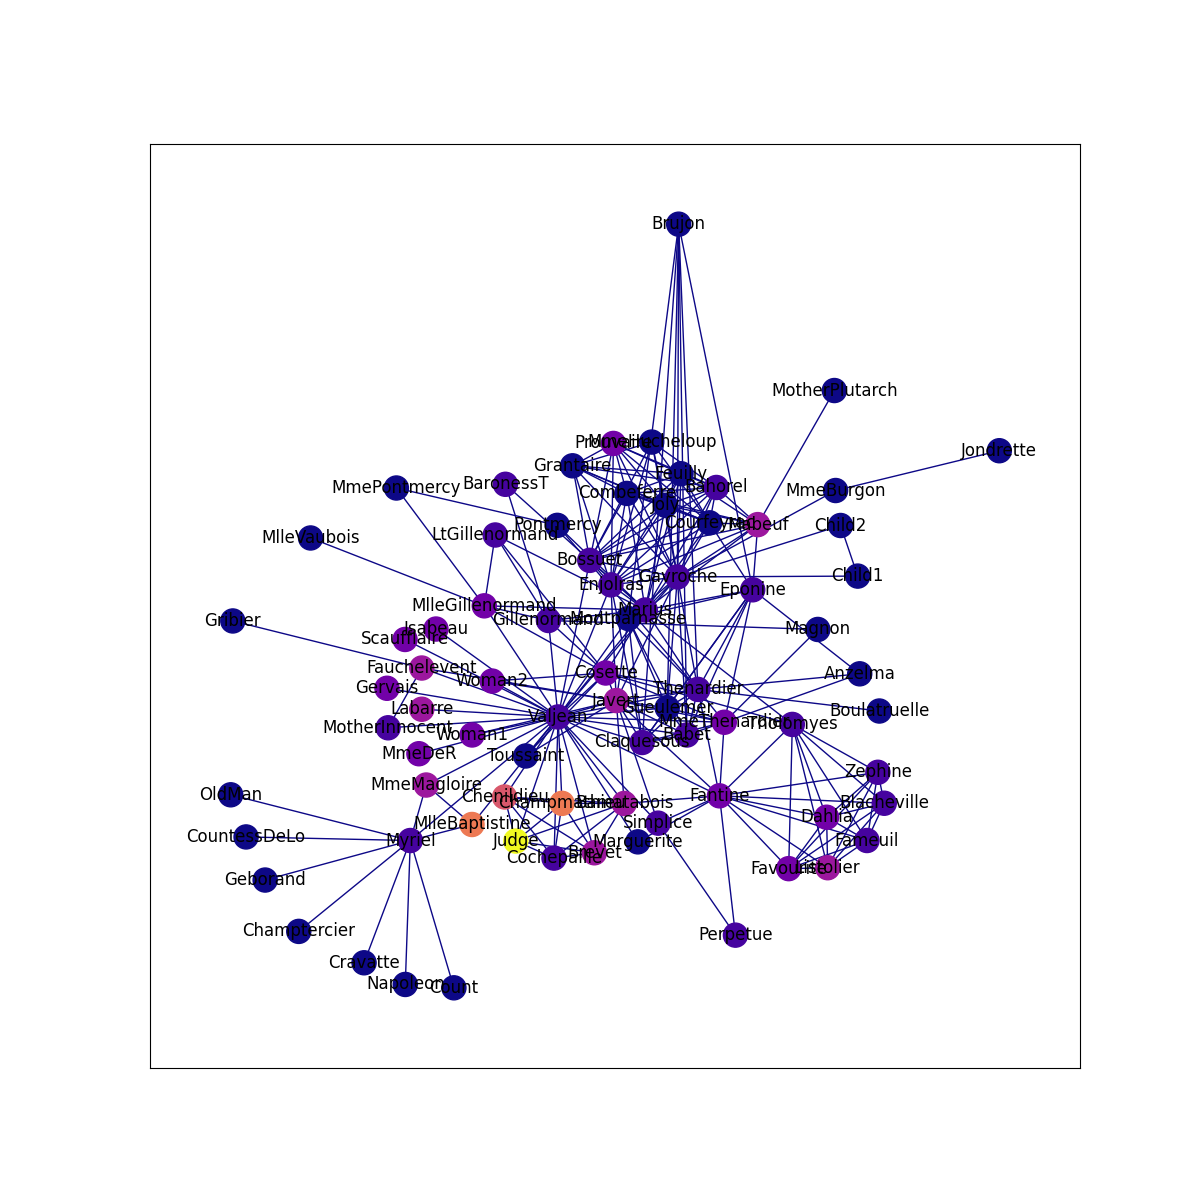 Brujon
MotherPlutarch
Jondrette
Prouvaire
MmeHucheloup
Grantaire
Feuilly
BaronessT
MmePontmercy
Combeferre
Bahorel
MmeBurgon
Joly
Pontmercy
Courfeyrac
Mabeuf
Child2
MlleVaubois
LtGillenormand
Bossuet
Gavroche
Child1
Enjolras
Eponine
MlleGillenormand
Marius
Gribier
Gillenormand
Montparnasse
Isabeau
Magnon
Scaufflaire
Fauchelevent
Cosette
Anzelma
Woman2
Gervais
Thenardier
Javert
Labarre
Gueulemer
Boulatruelle
Valjean
MmeThenardier
Tholomyes
MotherInnocent
Woman1
Babet
Claquesous
MmeDeR
Toussaint
Zephine
MmeMagloire
OldMan
Chenildieu
Fantine
Champmathieu
Bamatabois
Blacheville
Dahlia
MlleBaptistine
Simplice
CountessDeLo
Myriel
Judge
Marguerite
Fameuil
Brevet
Cochepaille
Favourite
Listolier
Geborand
Champtercier
Perpetue
Cravatte
Napoleon
Count